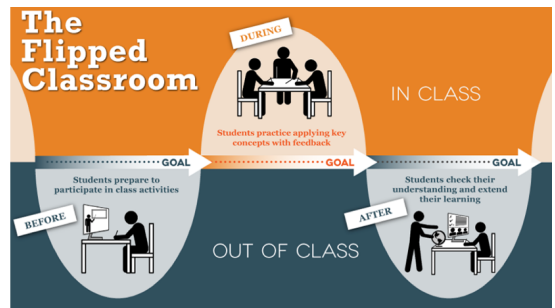 The
Flipped
Classroom
DURING
IN CLASS
Students practice applying key
concepts with feedback
GOAL
GOAL
GOAL
Students prepare to
participate in class activities
BEFORE
OUT OF CLASS
Students check their
understanding and extend
their learning
AFTER